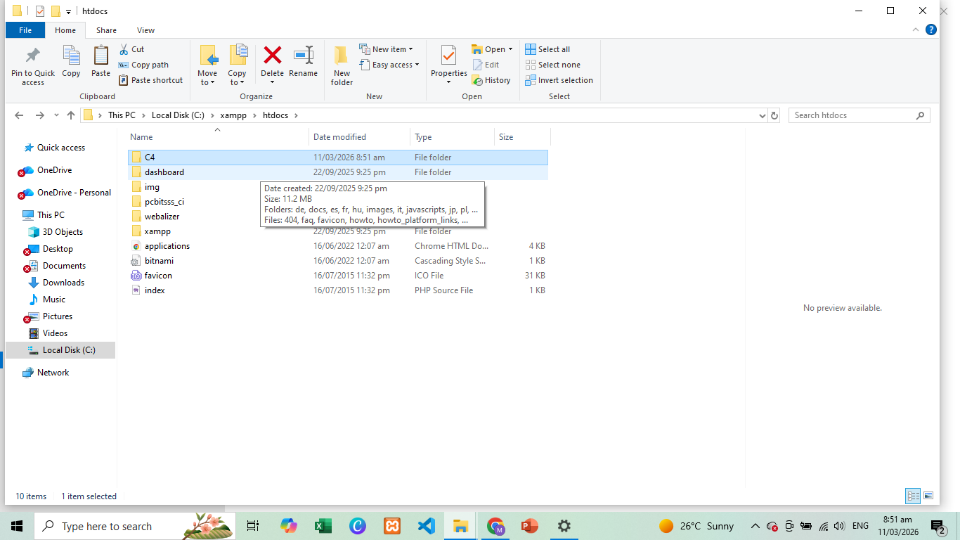 htdocs
File Home Share View
Pin to Quick access
Copy
Paste
Cut
Copy path
Paste shortcut
Clipboard
Move to
Copy to
Delete
Rename
Organize
New folder
New item
Easy access
New
Properties
Open
Edit
History
Open
Select all
Select none
Invert selection
Select
This PC > Local Disk (C:) > xampp > htdocs >
Search htdocs
Quick access
OneDrive
OneDrive - Personal
This PC
3D Objects
Desktop
Documents
Downloads
Music
Pictures
Videos
Local Disk (C:)
Network
Name Date modified Type Size
C4 11/03/2026 8:51 am File folder
dashboard 22/09/2025 9:25 pm File folder
img
pcbitsss_ci
webalizer
Date created: 22/09/2025 9:25 pm
Size: 11.2 MB
Folders: de, docs, es, fr, hu, images, it, javascripts, jp, pl, ...
Files: 404, faq, favicon, howto, howto_platform_links, ...
xampp 22/09/2025 9:25 pm File folder
applications 16/06/2022 12:07 am Chrome HTML Do... 4 KB
bitnami 16/06/2022 12:07 am Cascading Style S... 1 KB
favicon 16/07/2015 11:32 pm ICO File 31 KB
index 16/07/2015 11:32 pm PHP Source File 1 KB
No preview available.
10 items 1 item selected
Type here to search
26°C Sunny
ENG
8:51 am
11/03/2026
2